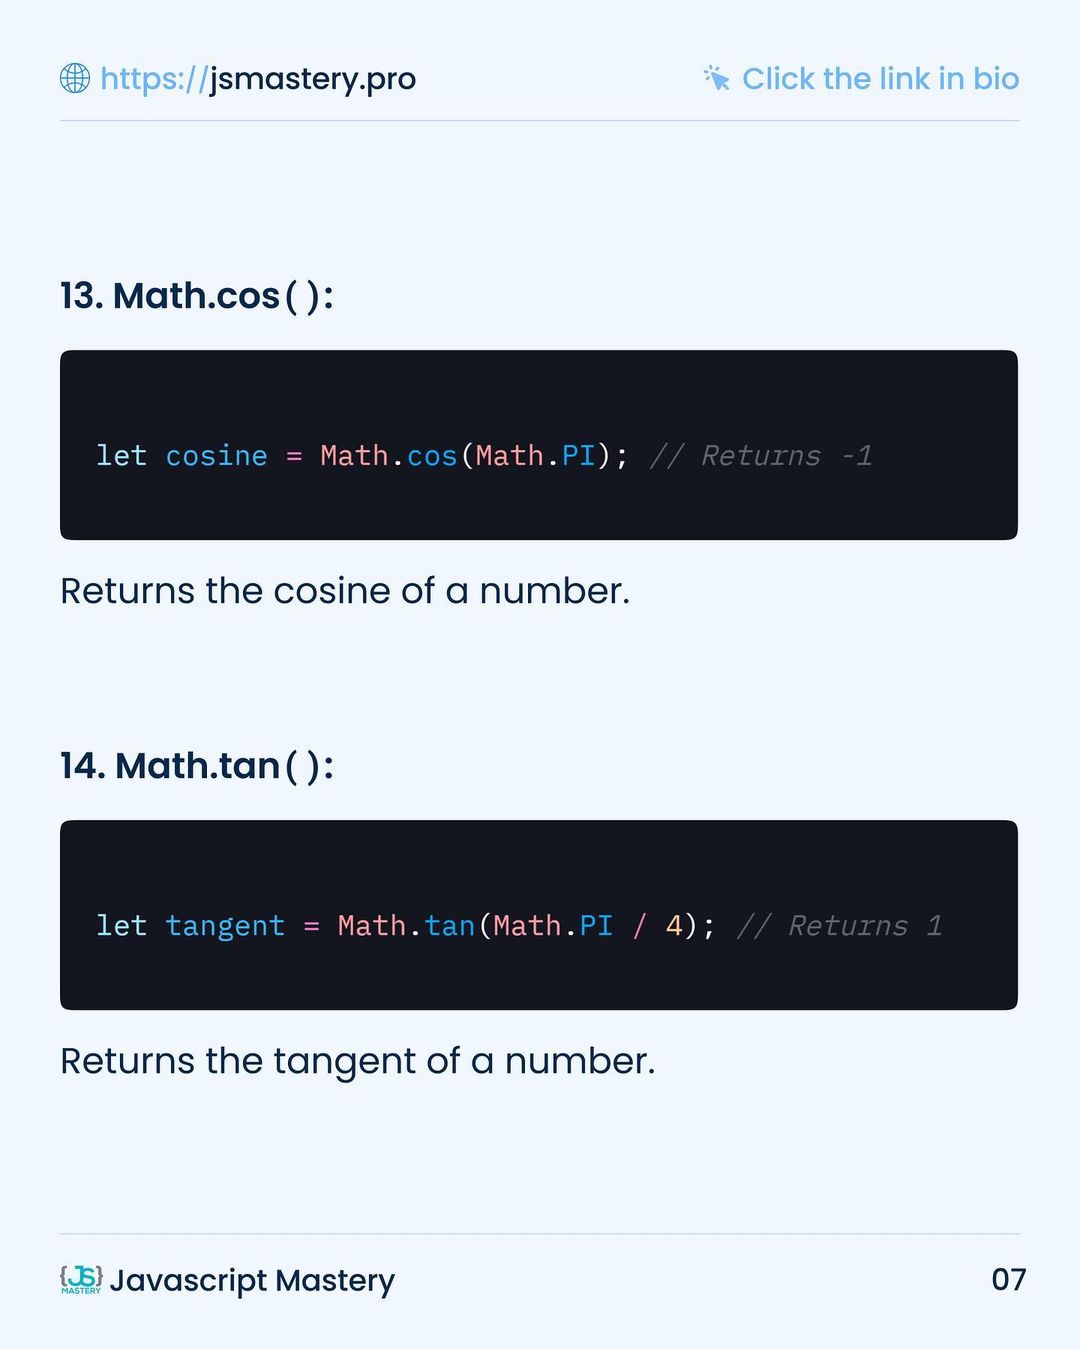 https://jsmastery.pro
Click the link in bio
13. Math.cos():
let cosine = Math.cos(Math.PI); // Returns -1
Returns the cosine of a number.
14. Math.tan():
let tangent = Math.tan(Math.PI / 4); // Returns 1
Returns the tangent of a number.
{JS}
MASTERY
Javascript Mastery
07